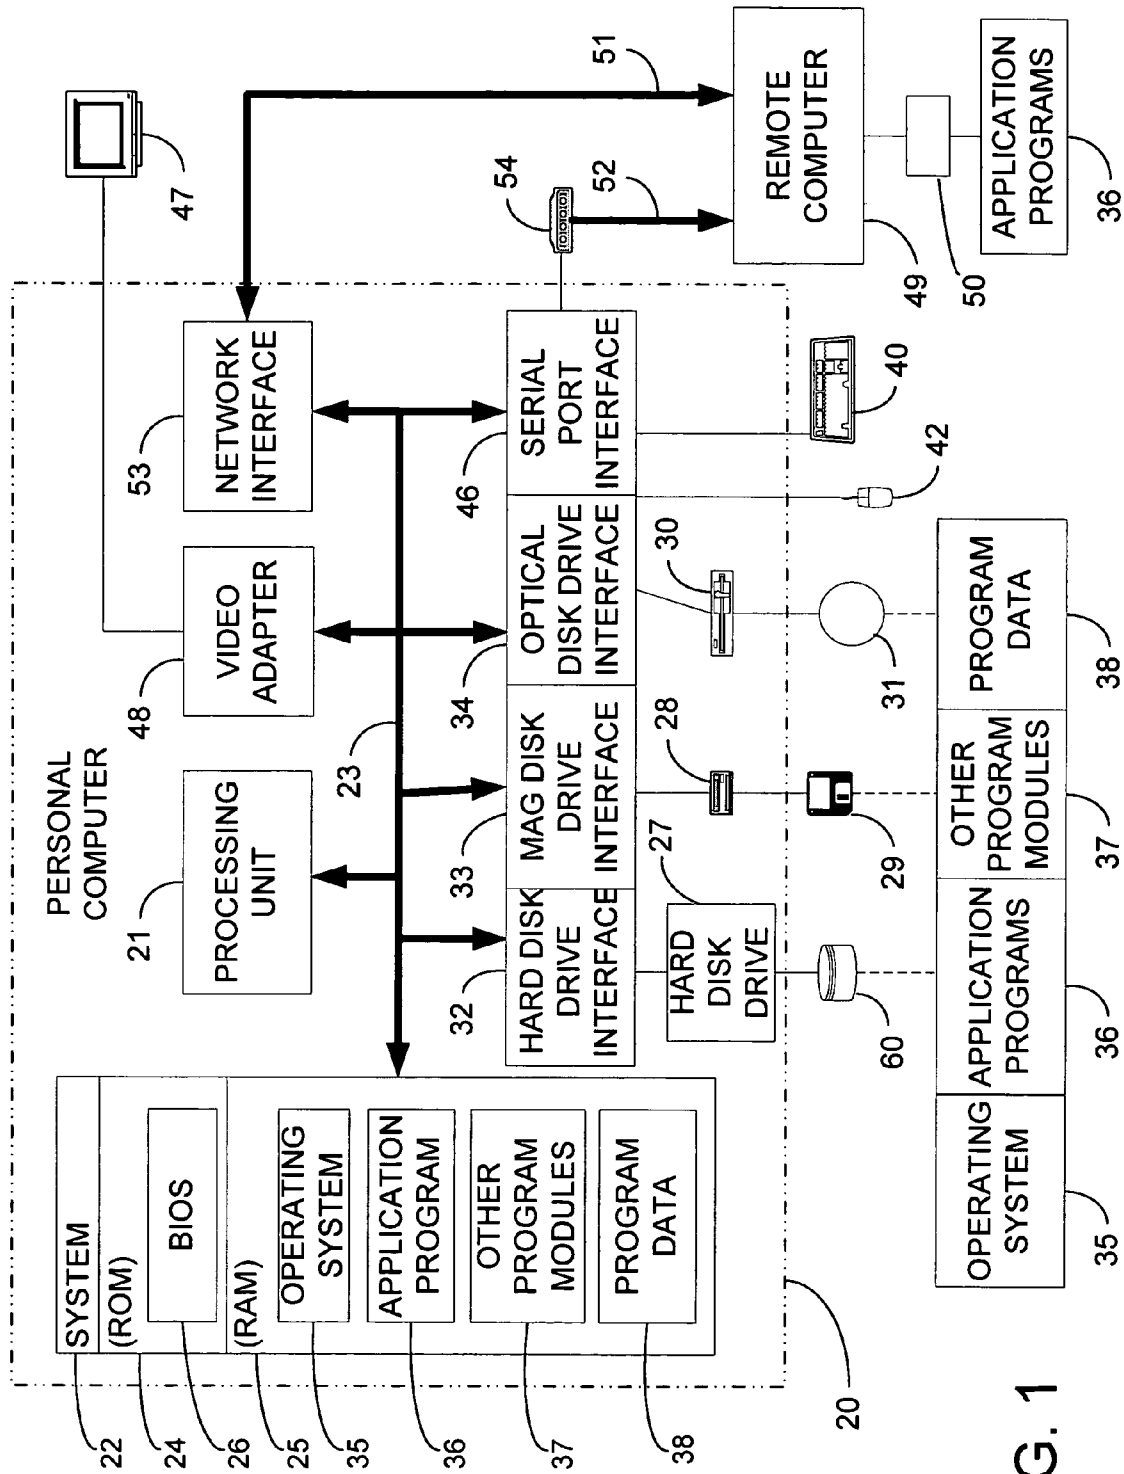 PERSONAL
COMPUTER
SYSTEM
22
(ROM)
24
BIOS
26
(RAM)
25
OPERATING
SYSTEM
35
APPLICATION
PROGRAM
36
OTHER
PROGRAM
MODULES
37
PROGRAM
DATA
38
21
PROCESSING
UNIT
48
VIDEO
ADAPTER
53
NETWORK
INTERFACE
47
23
32
HARD DISK
DRIVE
INTERFACE
33
MAG DISK
DRIVE
INTERFACE
34
OPTICAL
DISK DRIVE
INTERFACE
46
SERIAL
PORT
INTERFACE
54
52
51
27
HARD
DISK
DRIVE
28
30
REMOTE
COMPUTER
49
20
60
29
31
42
40
50
OPERATING
SYSTEM
35
APPLICATION
PROGRAMS
36
OTHER
PROGRAM
MODULES
37
PROGRAM
DATA
38
APPLICATION
PROGRAMS
36
G. 1